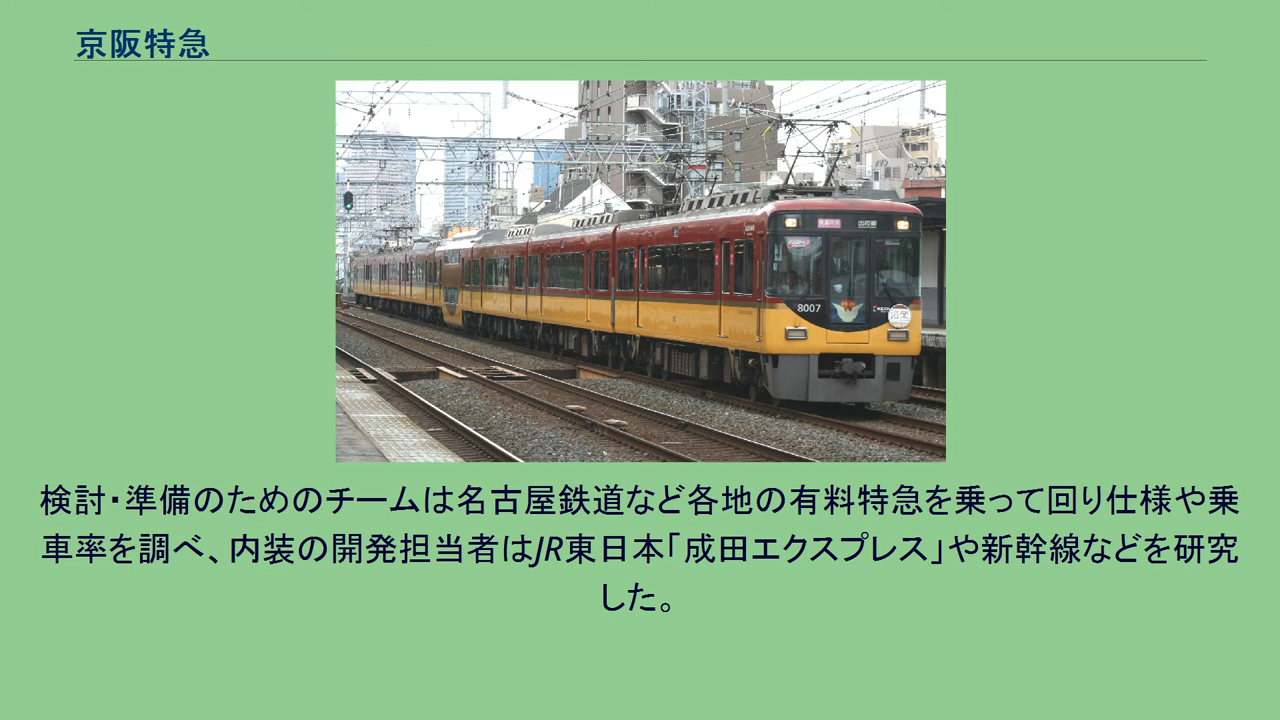 京阪特急
8007
検討・準備のためのチームは名古屋鉄道など各地の有料特急を乗って回り仕様や乗
車率を調べ、内装の開発担当者はJR東日本「成田エクスプレス」や新幹線などを研究
した。